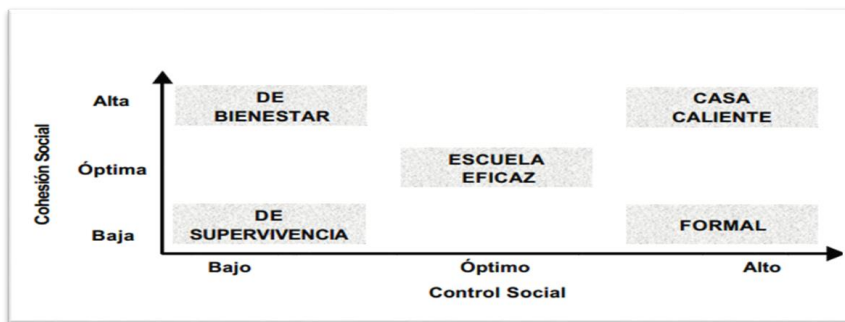 Cohesión Social
Alta
DE
BIENESTAR
CASA
CALIENTE
Óptima
ESCUELA
EFICAZ
Baja
DE
SUPERVIVENCIA
FORMAL
Bajo
Óptimo
Alto
Control Social